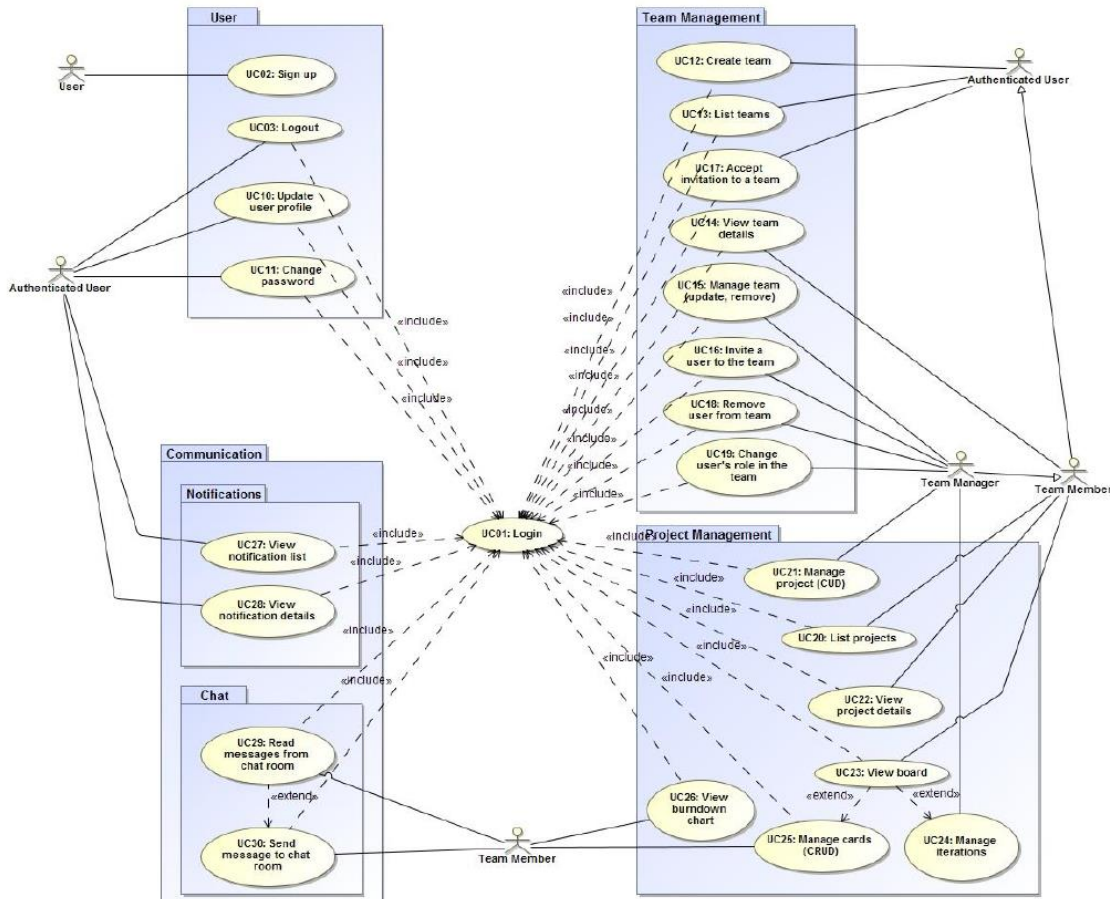 User
UC02: Sign up
User
UC03: Logout
UC10: Update
user profile
UC11: Change
password
Authenticated User
«include»
«include»
«include»
Team Management
UC12: Create team
UC13: List teams
UC17: Accept
invitation to a team
UC14: View team
details
UC15: Manage team
(update, remove)
UC16: Invite a
user to the team
UC18: Remove
user from team
UC19: Change
user's role in the
team
Authenticated User
Team Manager
Team Member
«include»
«include»
«include»
«include»
«include»
«include»
«include»
«include»
Communication
Notifications
UC27: View
notification list
UC28: View
notification details
«include»
«include»
«include»
«include»
Chat
UC29: Read
messages from
chat room
«extend»
UC30: Send
message to chat
room
UC01: Login
Team Member
Project Management
«include»
UC21: Manage
project (CUD)
«include»
UC20: List projects
«include»
«include»
UC22: View
project details
«include»
UC23: View board
«extend»
«extend»
«include»
UC26: View
burndown
chart
UC25: Manage cards
(CRUD)
UC24: Manage
iterations